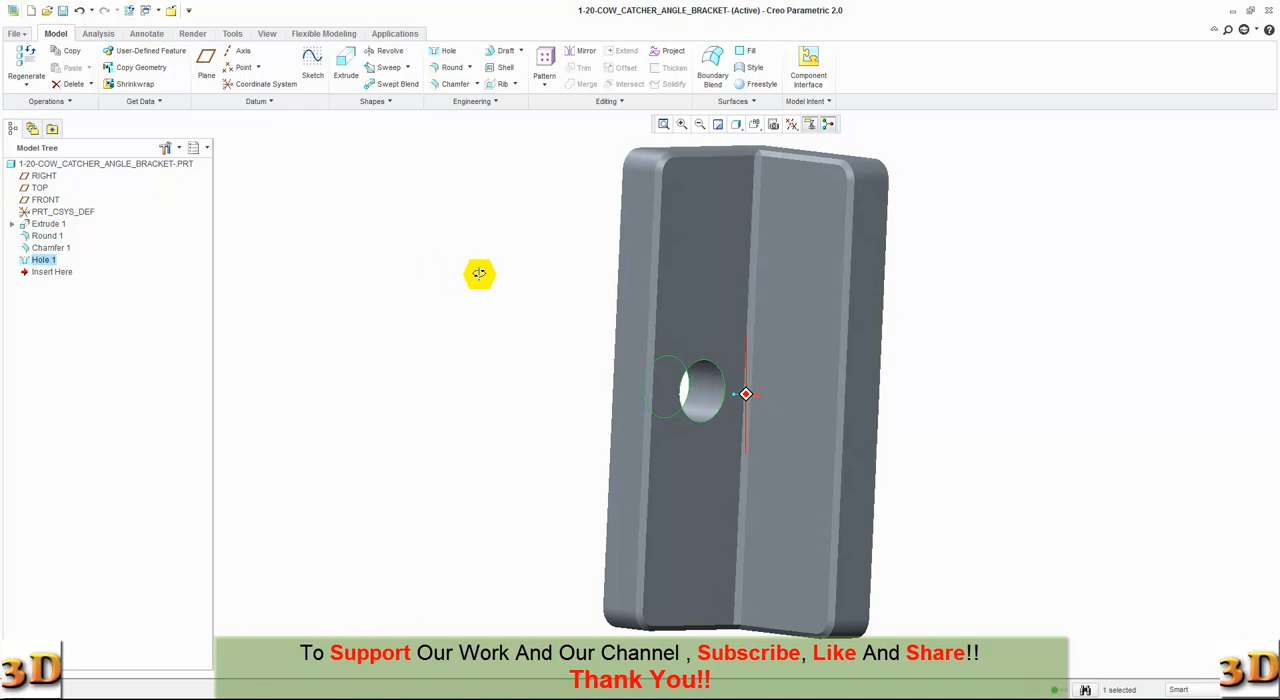 1-20-COW_CATCHER_ANGLE_BRACKET- (Active) - Creo Parametric 2.0
File Model Analysis Annotate Render Tools View Flexible Modeling Applications
Regenerate
Copy
Paste
Delete
Operations
User-Defined Feature
Copy Geometry
Shrinkwrap
Get Data
Plane
Axis
Point
Coordinate System
Sketch
Datum
Extrude
Revolve
Sweep
Swept Blend
Shapes
Hole
Round
Chamfer
Draft
Shell
Rib
Engineering
Pattern
Mirror
Trim
Merge
Extend
Offset
Intersect
Project
Thicken
Solidify
Editing
Boundary
Blend
Fill
Style
Freestyle
Surfaces
Component
Interface
Model Intent
Model Tree
1-20-COW_CATCHER_ANGLE_BRACKET-.PRT
RIGHT
TOP
FRONT
PRT_CSYS_DEF
Extrude 1
Round 1
Chamfer 1
Hole 1
Insert Here
To Support Our Work And Our Channel , Subscribe, Like And Share!!
Thank You!!
3D
3D
1 selected
Smart